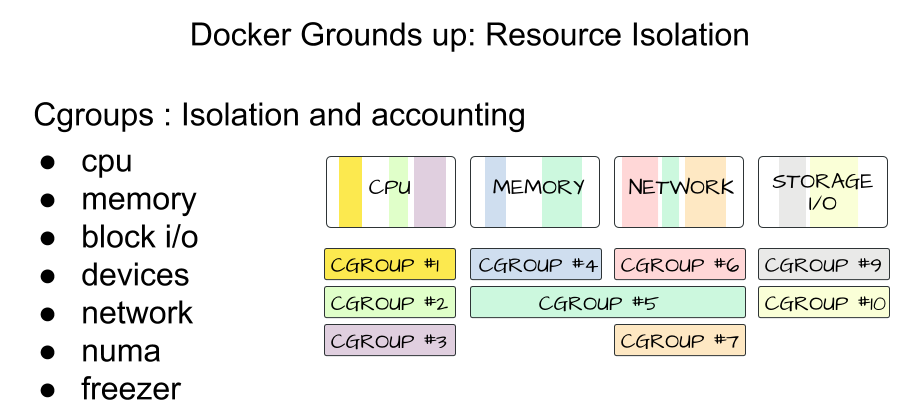 Docker Grounds up: Resource Isolation
Cgroups : Isolation and accounting
● cpu
● memory
● block i/o
● devices
● network
● numa
● freezer
CPU
MEMORY
NETWORK
STORAGE
I/O
CGROUP #1
CGROUP #4
CGROUP #6
CGROUP #9
CGROUP #2
CGROUP #5
CGROUP #10
CGROUP #3
CGROUP #7